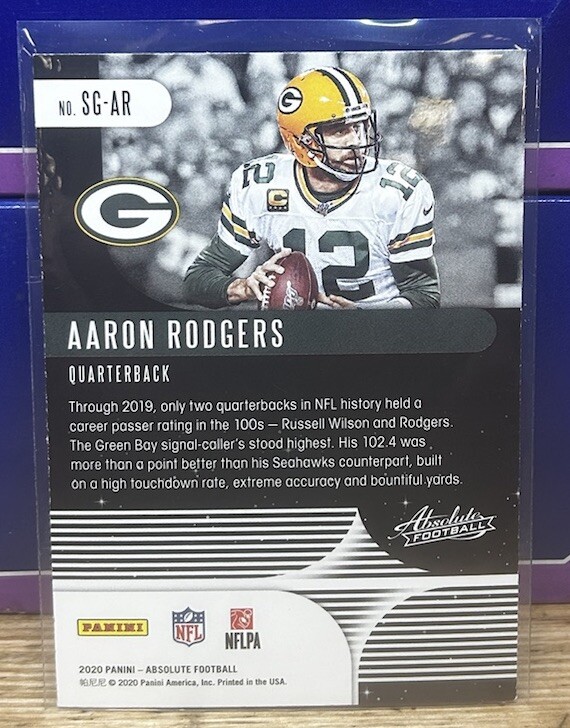 NO. SG-AR
G
G
12
12
12
C
AARON RODGERS
QUARTERBACK
Through 2019, only two quarterbacks in NFL history held a
career passer rating in the 100s — Russell Wilson and Rodgers.
The Green Bay signal-caller's stood highest. His 102.4 was
more than a point better than his Seahawks counterpart, built
on a high touchdown rate, extreme accuracy and bountiful yards.
Absolute
FOOTBALL
PANINI
NFL
NFLPA
2020 PANINI – ABSOLUTE FOOTBALL
帕尼尼 © 2020 Panini America, Inc. Printed in the USA.